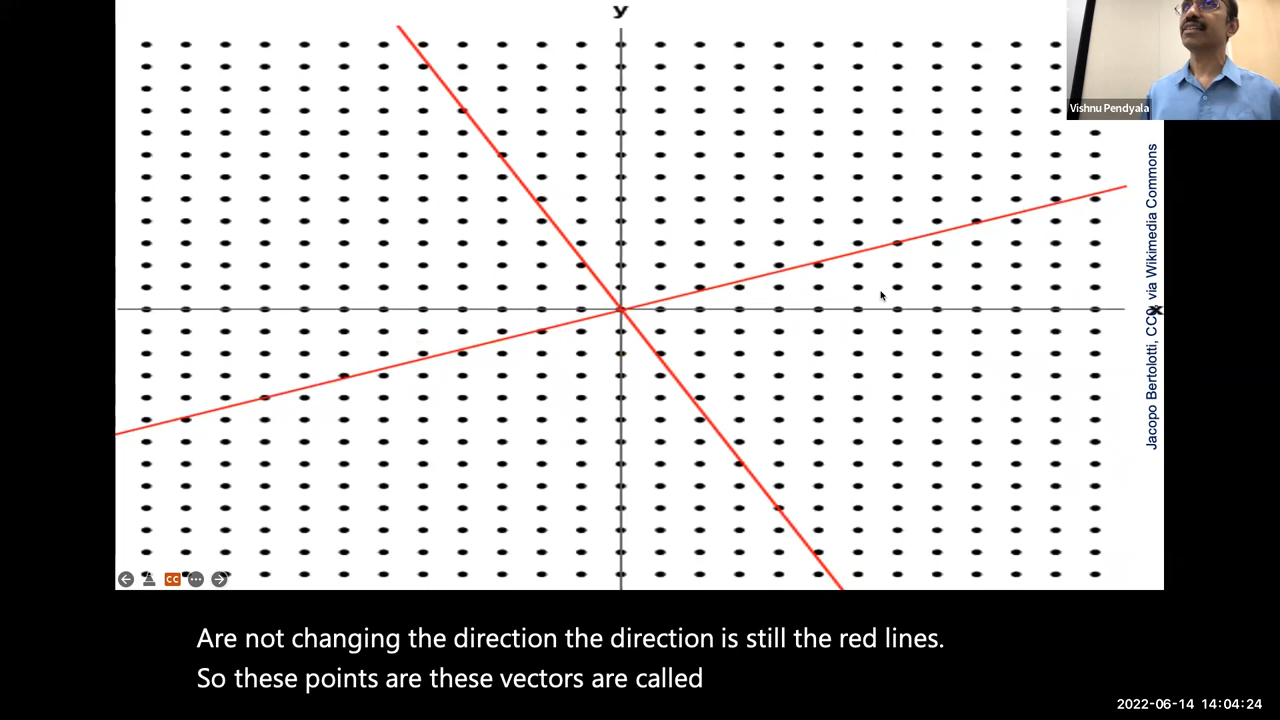 y
Vishnu Pendyala
Jacopo Bertolotti, CC0, via Wikimedia Commons
x
CC
Are not changing the direction the direction is still the red lines.
So these points are these vectors are called
2022-06-14 14:04:24